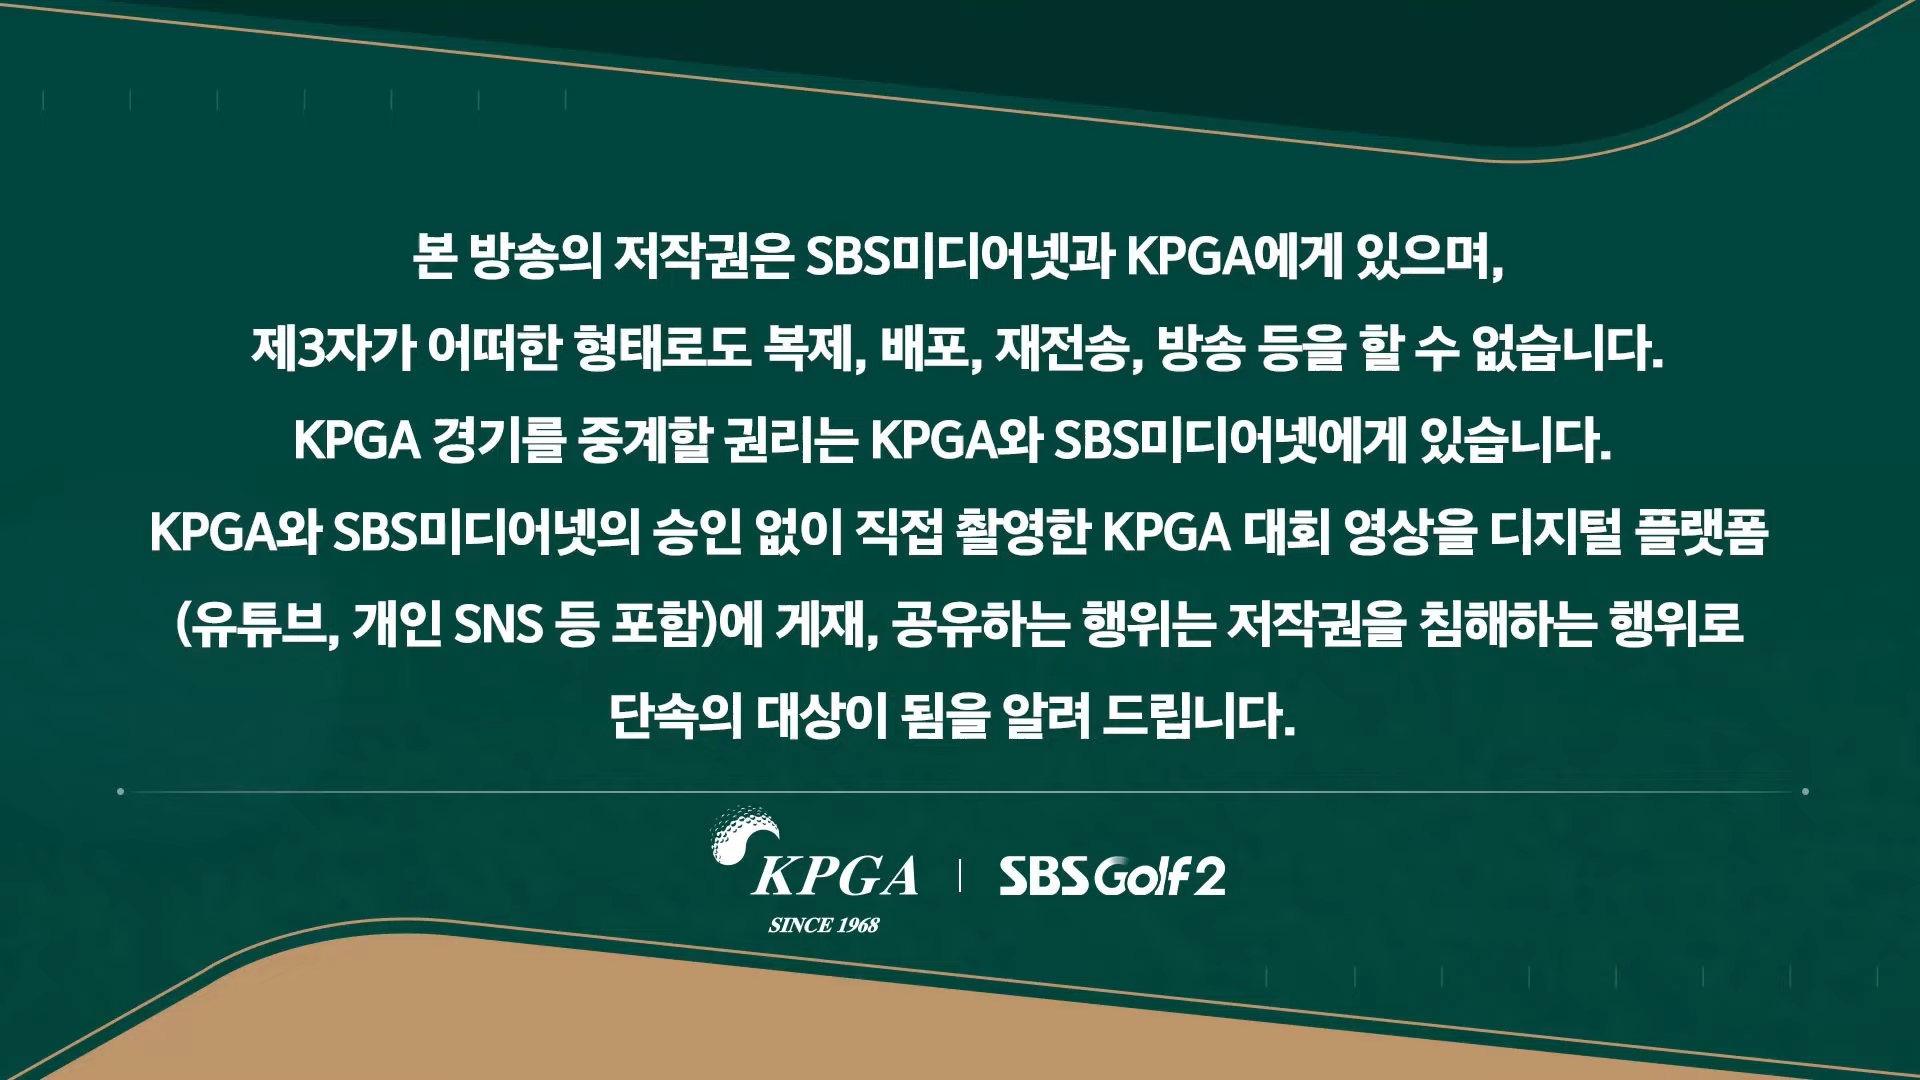 본 방송의 저작권은 SBS미디어넷과 KPGA에게 있으며,
제3자가 어떠한 형태로도 복제, 배포, 재전송, 방송 등을 할 수 없습니다.
KPGA 경기를 중계할 권리는 KPGA와 SBS미디어넷에게 있습니다.
KPGA와 SBS미디어넷의 승인 없이 직접 촬영한 KPGA 대회 영상을 디지털 플랫폼
(유튜브, 개인 SNS 등 포함)에 게재, 공유하는 행위는 저작권을 침해하는 행위로
단속의 대상이 됨을 알려 드립니다.
KPGA | SBS Golf 2
SINCE 1968